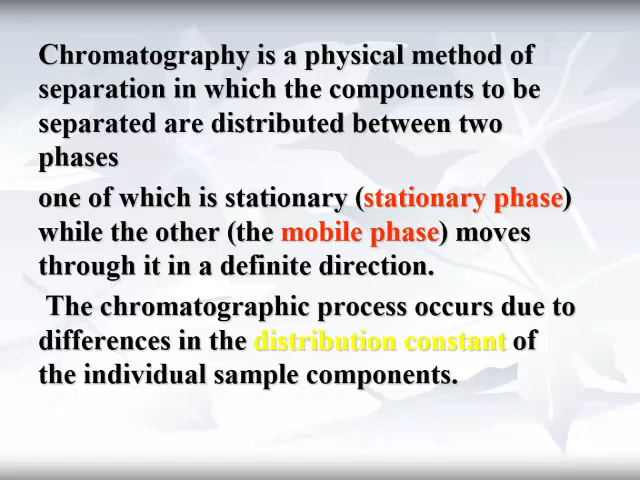 Chromatography is a physical method of
separation in which the components to be
separated are distributed between two
phases
one of which is stationary (stationary phase)
while the other (the mobile phase) moves
through it in a definite direction.
The chromatographic process occurs due to
differences in the distribution constant of
the individual sample components.